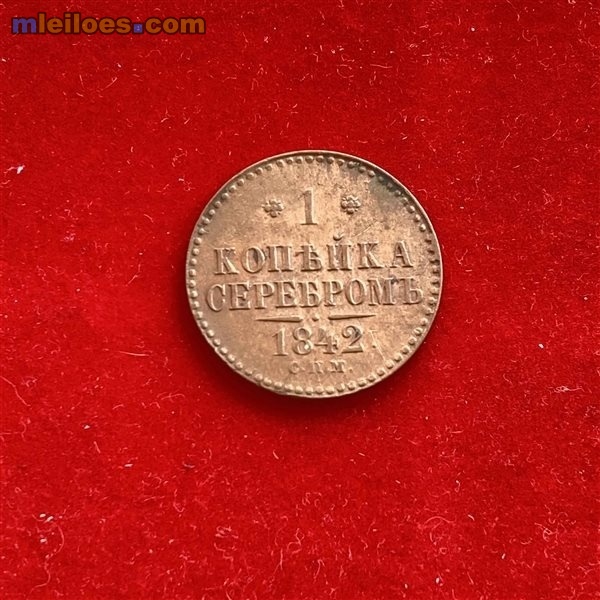 mleiloes.com
1
КОПѢЙКА
СЕРЕБРОМЪ
1842
С.П.М.